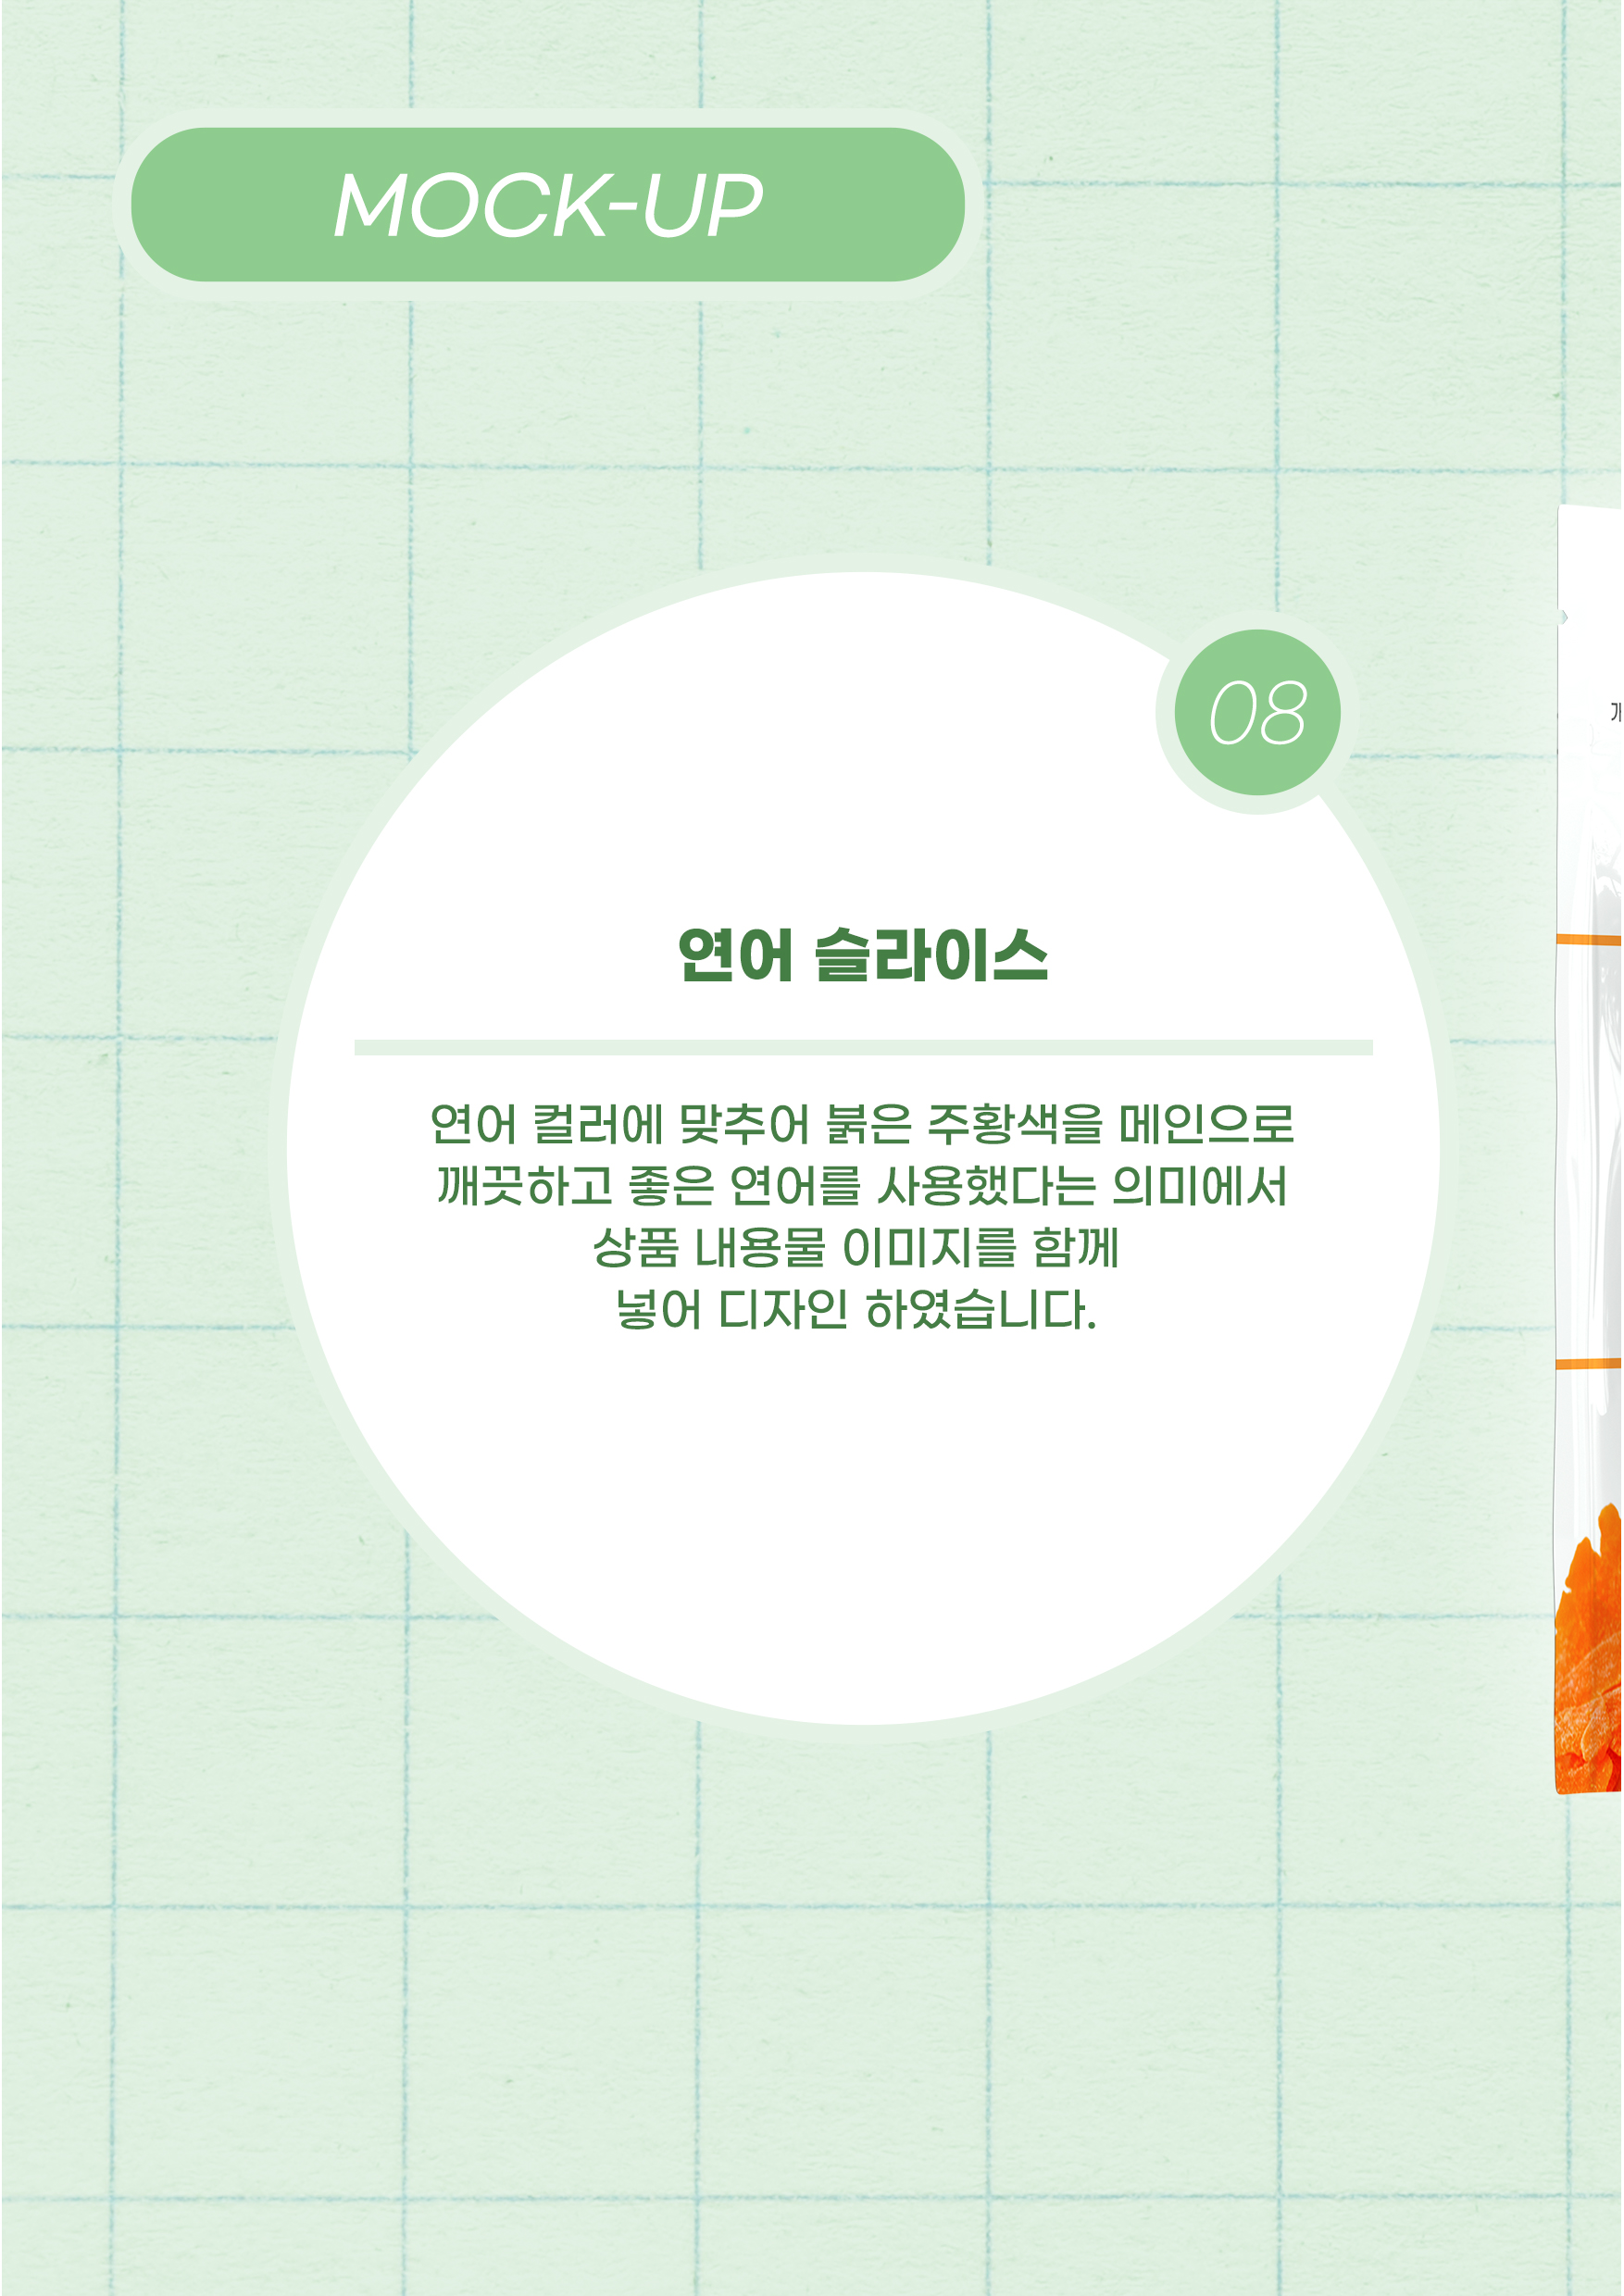 MOCK-UP
08
연어 슬라이스
연어 컬러에 맞추어 붉은 주황색을 메인으로
깨끗하고 좋은 연어를 사용했다는 의미에서
상품 내용물 이미지를 함께
넣어 디자인 하였습니다.